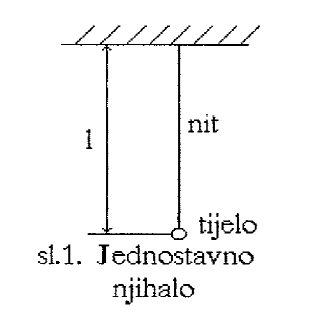 nit
l
tijelo
sl.1. Jednostavno
njihalo